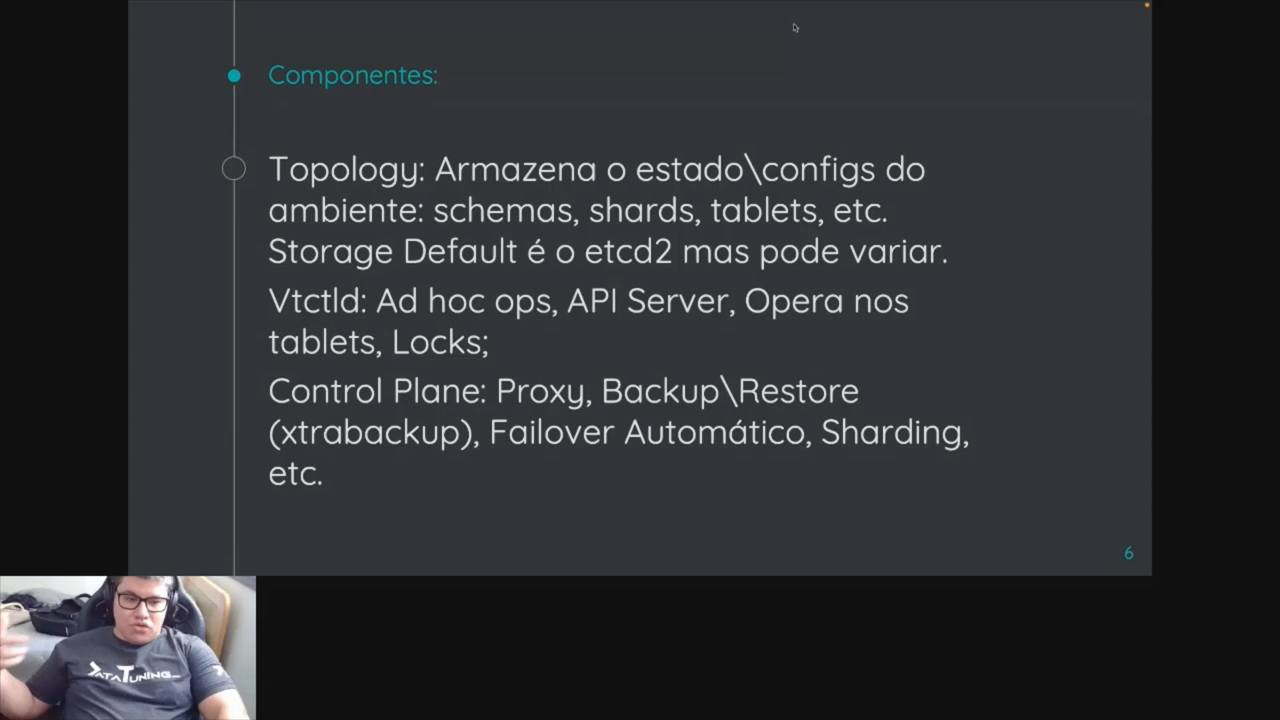 Componentes:
Topology: Armazena o estado\configs do
ambiente: schemas, shards, tablets, etc.
Storage Default é o etcd2 mas pode variar.
Vtctld: Ad hoc ops, API Server, Opera nos
tablets, Locks;
Control Plane: Proxy, Backup\Restore
(xtrabackup), Failover Automático, Sharding,
etc.
6
DATATUNING